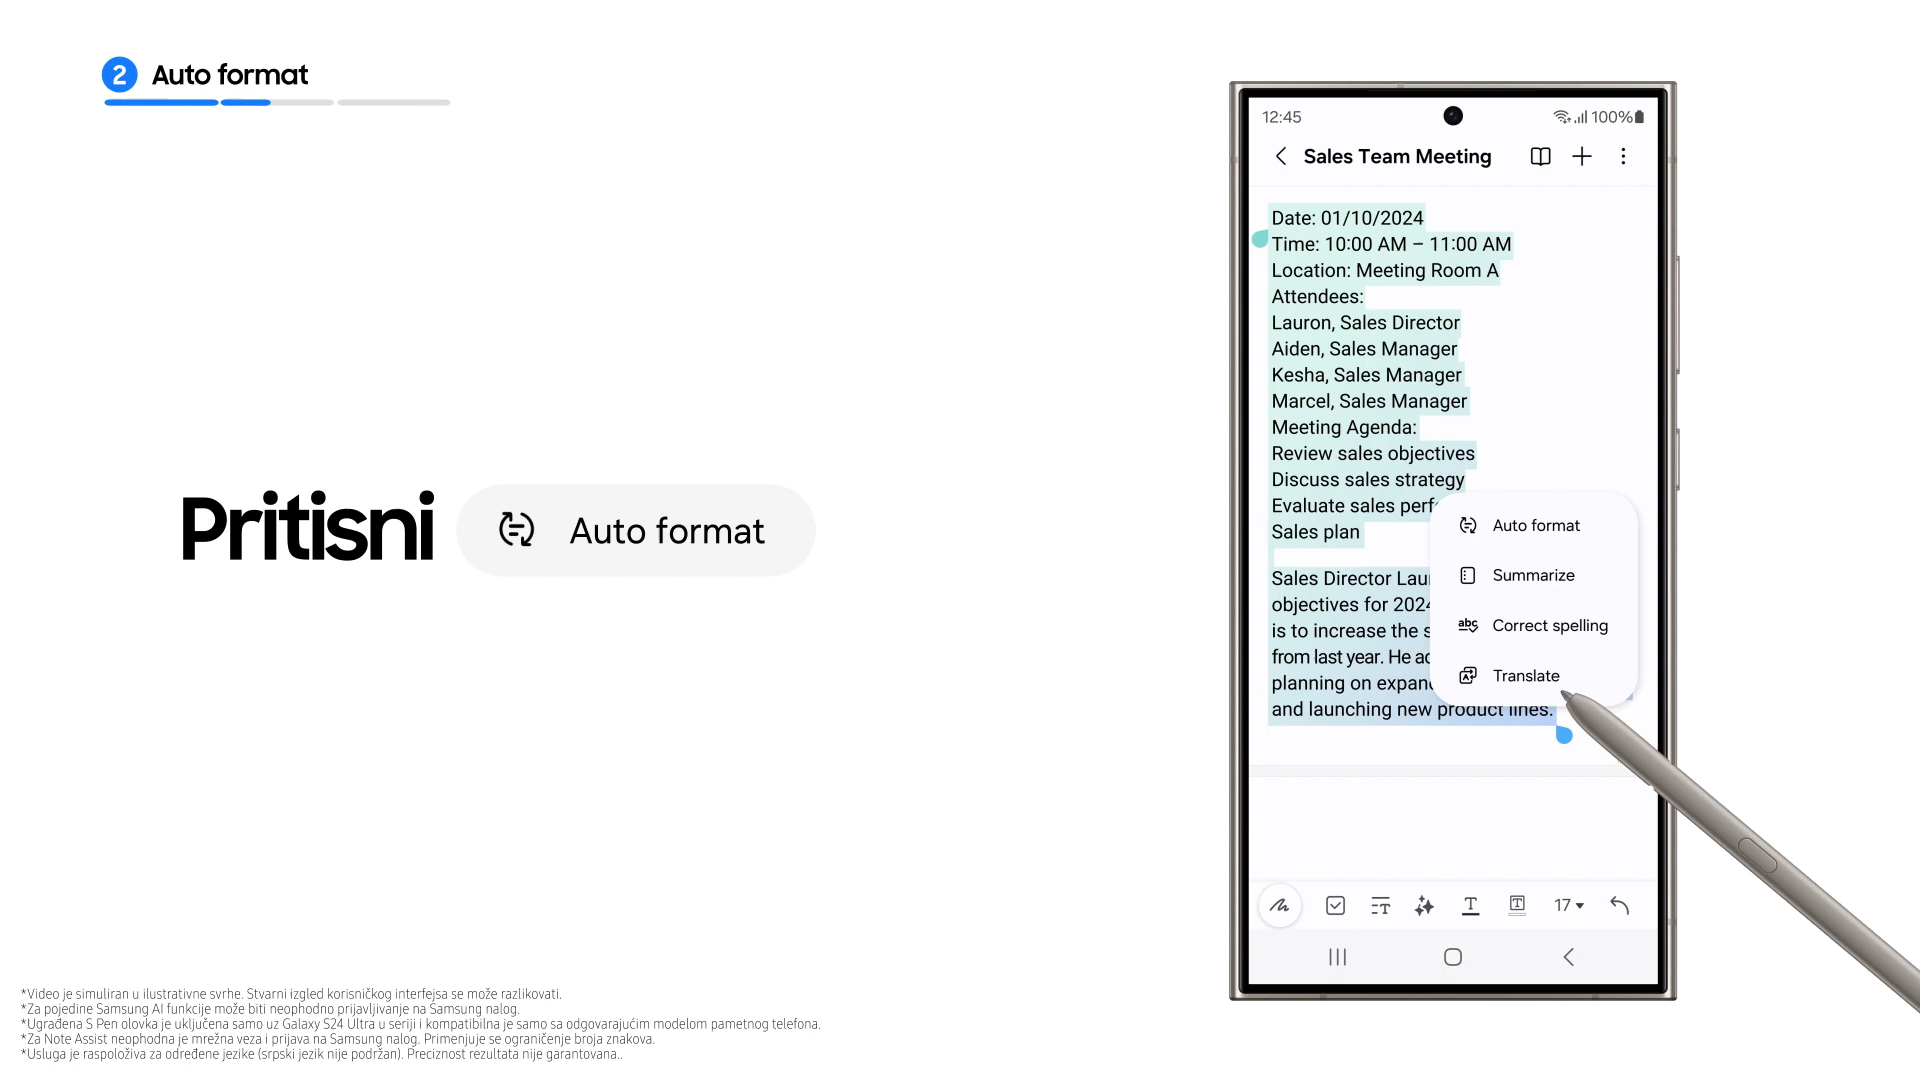 2 Auto format
Pritisni Auto format
12:45 100%
Sales Team Meeting
Date: 01/10/2024
Time: 10:00 AM – 11:00 AM
Location: Meeting Room A
Attendees:
Lauron, Sales Director
Aiden, Sales Manager
Kesha, Sales Manager
Marcel, Sales Manager
Meeting Agenda:
Review sales objectives
Discuss sales strategy
Evaluate sales
Sales plan
Sales Director
objectives for 2024
is to increase the
from last year. He
planning on
and launching new product lines.
Auto format
Summarize
abc Correct spelling
Translate
17
*Video je simuliran u ilustrativne svrhe. Stvarni izgled korisničkog interfejsa se može razlikovati.
*Za pojedine Samsung AI funkcije može biti neophodno prijavljivanje na Samsung nalog.
*Ugrađena S Pen olovka je uključena samo uz Galaxy S24 Ultra u seriji i kompatibilna je samo sa odgovarajućim modelom pametnog telefona.
*Za Note Assist neophodna je mrežna veza i prijava na Samsung nalog. Primenjuje se ograničenje broja znakova.
*Usluga je raspoloživa za određene jezike (srpski jezik nije podržan). Preciznost rezultata nije garantovana..